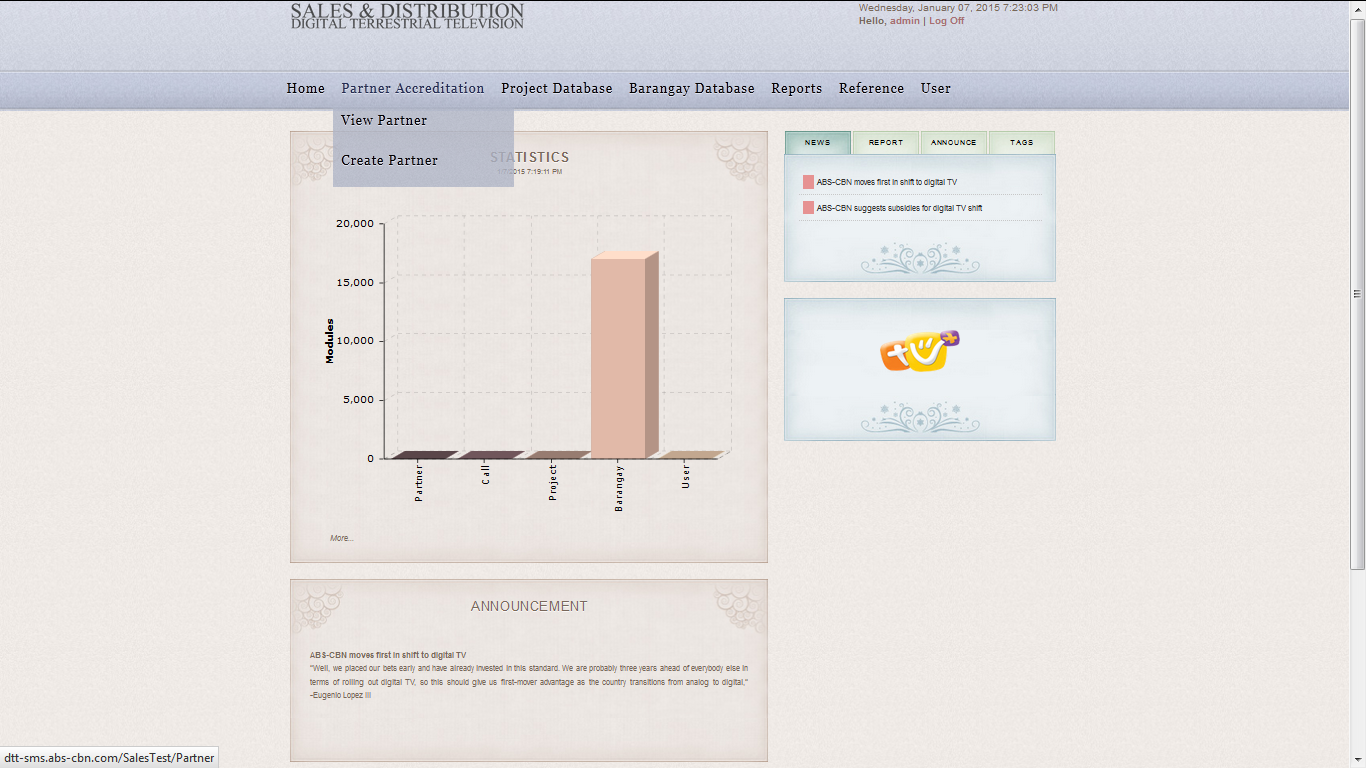 SALES & DISTRIBUTION
DIGITAL TERRESTRIAL TELEVISION
Wednesday, January 07, 2015 7:23:03 PM
Hello, admin | Log Off
Home Partner Accreditation Project Database Barangay Database Reports Reference User
View Partner
Create Partner
STATISTICS
2015 7:19:11 PM
20,000
15,000
10,000
5,000
0
Modules
Partner
Call
Project
Barangay
User
More...
NEWS REPORT ANNOUNCE TAGS
ABS-CBN moves first in shift to digital TV
ABS-CBN suggests subsidies for digital TV shift
tv+
ANNOUNCEMENT
ABS-CBN moves first in shift to digital TV
"Well, we placed our bets early and have already invested in this standard. We are probably three years ahead of everybody else in
terms of rolling out digital TV, so this should give us first-mover advantage as the country transitions from analog to digital."
-Eugenio Lopez III
dtt-sms.abs-cbn.com/SalesTest/Partner